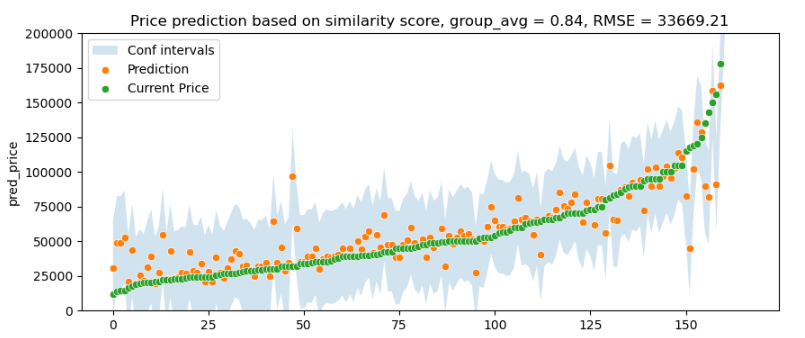 Price prediction based on similarity score, group_avg = 0.84, RMSE = 33669.21
200000
175000
150000
125000
100000
75000
50000
25000
0
pred_price
Conf intervals
Prediction
Current Price
0 25 50 75 100 125 150